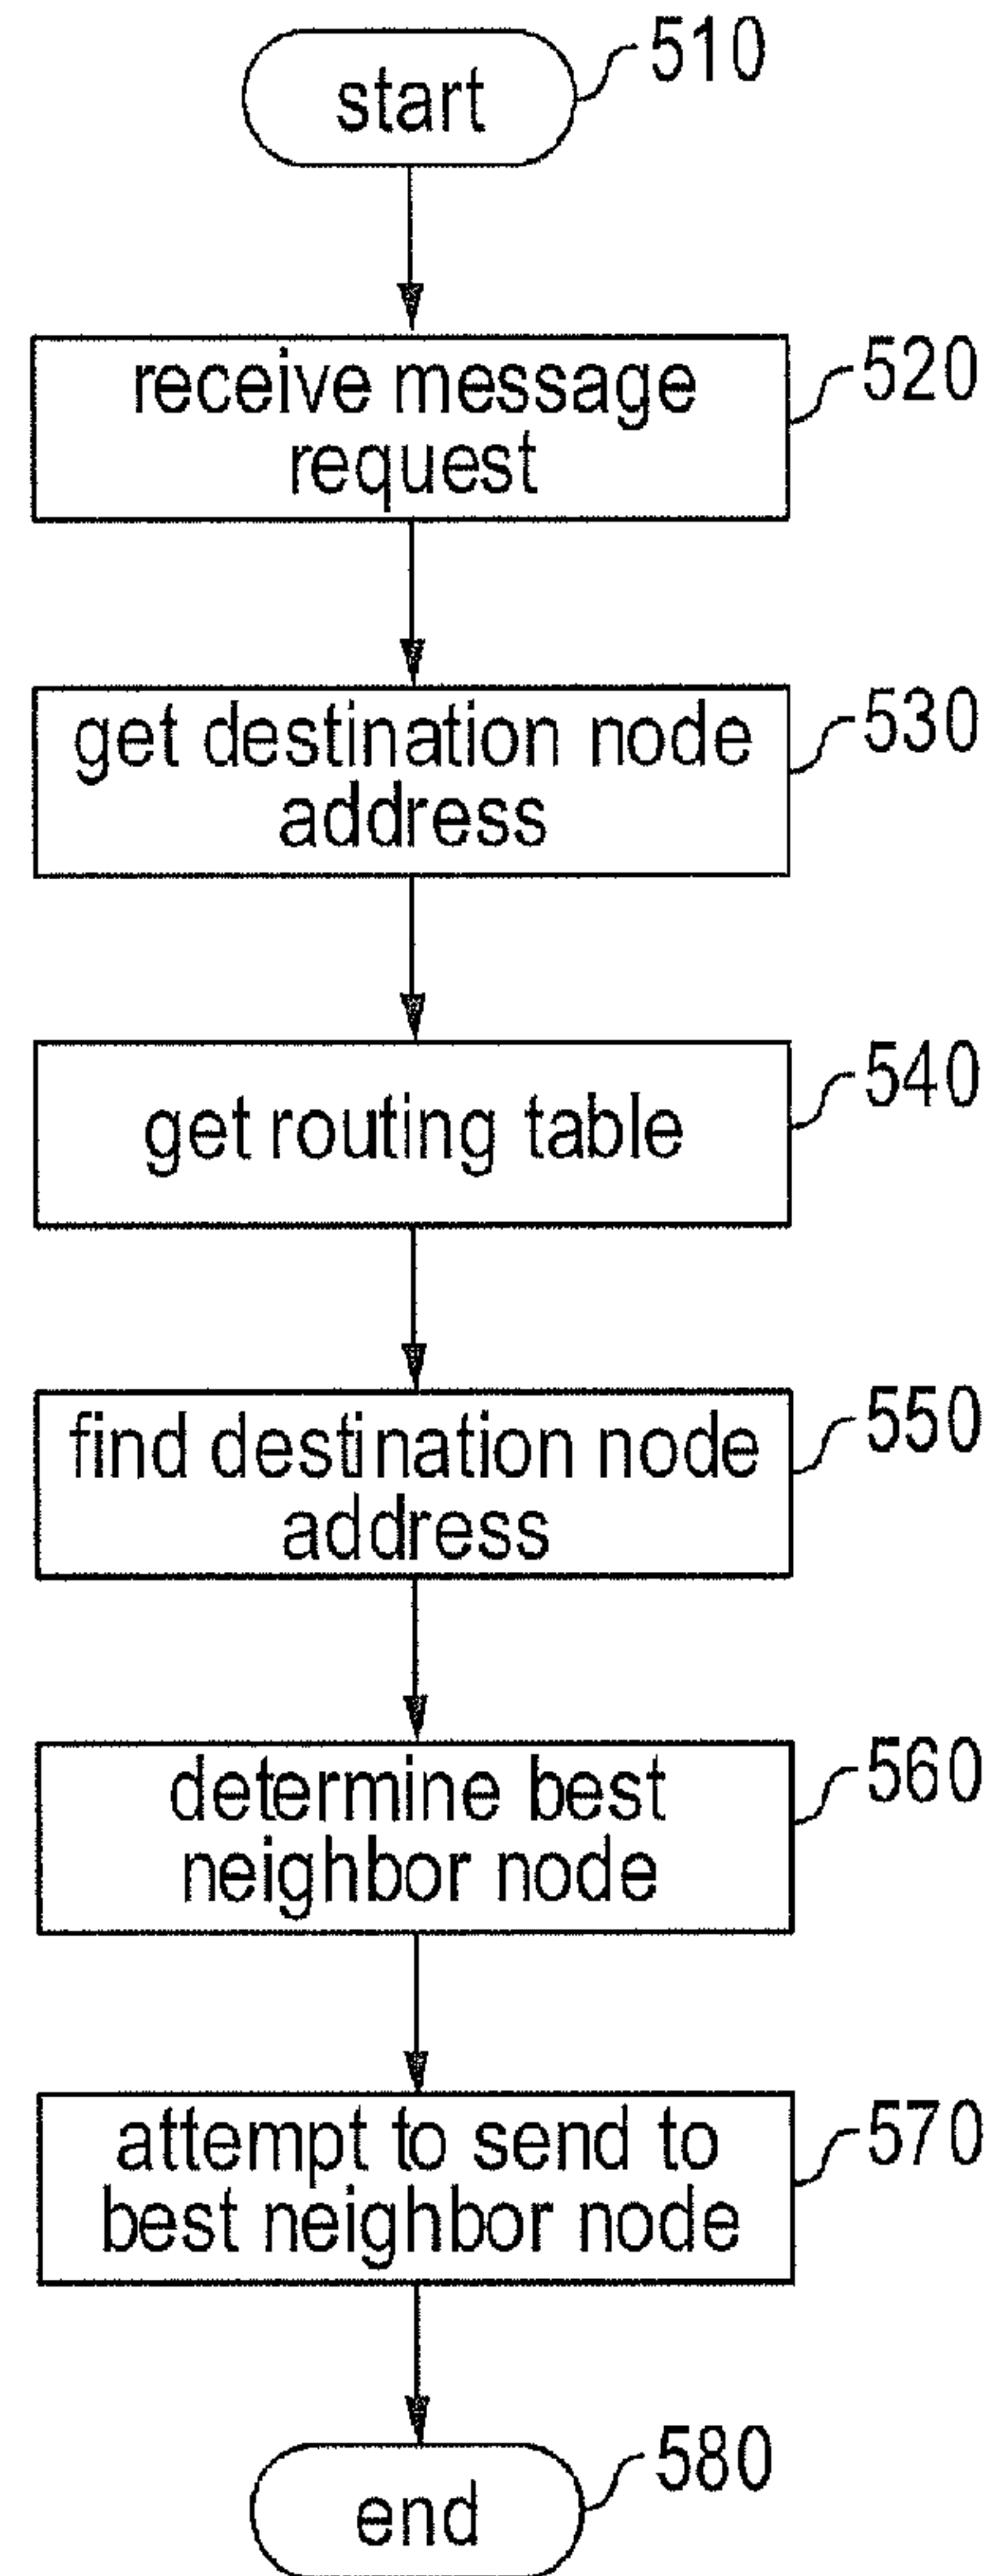 start
510
receive message
request
520
get destination node
address
530
get routing table
540
find destination node
address
550
determine best
neighbor node
560
attempt to send to
best neighbor node
570
end
580